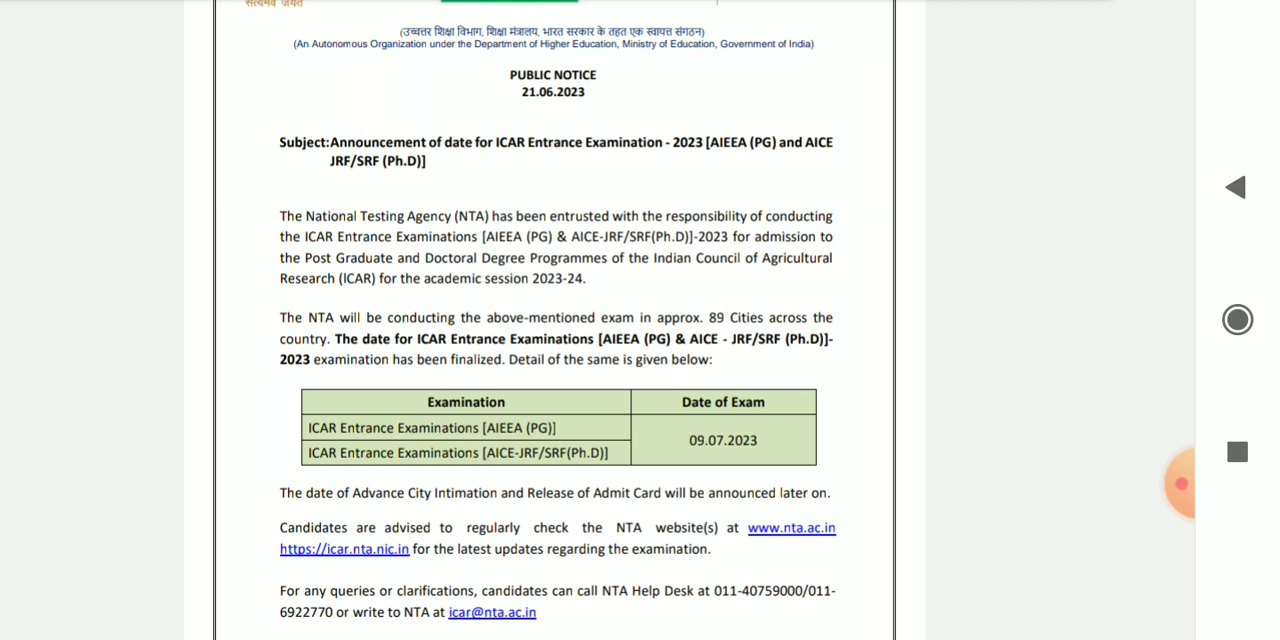 सत्यमेव जयते
(उच्चतर शिक्षा विभाग, शिक्षा मंत्रालय, भारत सरकार के तहत एक स्वायत्त संगठन)
(An Autonomous Organization under the Department of Higher Education, Ministry of Education, Government of India)
PUBLIC NOTICE
21.06.2023
Subject:Announcement of date for ICAR Entrance Examination - 2023 [AIEEA (PG) and AICE
JRF/SRF (Ph.D)]
The National Testing Agency (NTA) has been entrusted with the responsibility of conducting
the ICAR Entrance Examinations [AIEEA (PG) & AICE-JRF/SRF(Ph.D)]-2023 for admission to
the Post Graduate and Doctoral Degree Programmes of the Indian Council of Agricultural
Research (ICAR) for the academic session 2023-24.
The NTA will be conducting the above-mentioned exam in approx. 89 Cities across the
country. The date for ICAR Entrance Examinations [AIEEA (PG) & AICE - JRF/SRF (Ph.D)]-
2023 examination has been finalized. Detail of the same is given below:
Examination Date of Exam
ICAR Entrance Examinations [AIEEA (PG)]
09.07.2023
ICAR Entrance Examinations [AICE-JRF/SRF(Ph.D)]
The date of Advance City Intimation and Release of Admit Card will be announced later on.
Candidates are advised to regularly check the NTA website(s) at www.nta.ac.in
https://icar.nta.nic.in for the latest updates regarding the examination.
For any queries or clarifications, candidates can call NTA Help Desk at 011-40759000/011-
6922770 or write to NTA at icar@nta.ac.in